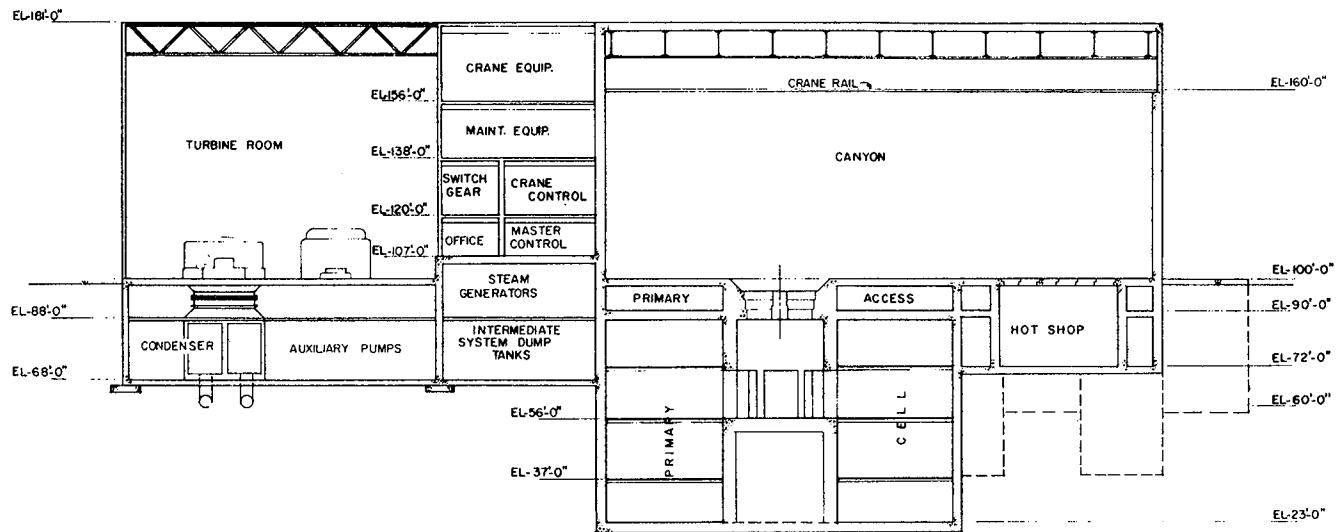 EL-181'-0"
CRANE EQUIP.
CRANE RAIL
EL-160'-0"
EL-156'-0"
MAINT. EQUIP.
TURBINE ROOM
CANYON
EL-138'-0"
SWITCH
GEAR
CRANE
CONTROL
EL-120'-0"
OFFICE
MASTER
CONTROL
EL-107'-0"
EL-100'-0"
STEAM
GENERATORS
PRIMARY
ACCESS
EL-90'-0"
EL-88'-0"
HOT SHOP
INTERMEDIATE
SYSTEM DUMP
TANKS
CONDENSER
AUXILIARY PUMPS
EL-72'-0"
EL-68'-0"
EL-60'-0"
EL-56'-0"
PRIMARY
CELL
EL-37'-0"
EL-23'-0"